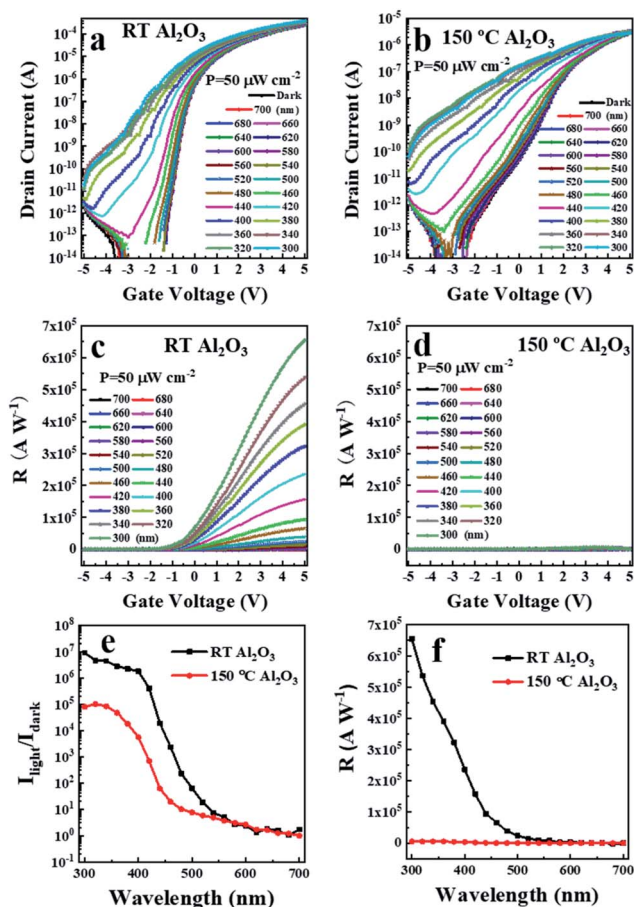 a
RT Al2O3
P=50 μW cm-2
Dark
700 (nm)
680 660
640 620
600 580
560 540
520 500
480 460
440 420
400 380
360 340
320 300
10-4
10-5
10-6
10-7
10-8
10-9
10-10
10-11
10-12
10-13
10-14
Drain Current (A)
-5 -4 -3 -2 -1 0 1 2 3 4 5
Gate Voltage (V)
b
150 ºC Al2O3
P=50 μW cm-2
Dark
700 (nm)
680 660
640 620
600 580
560 540
520 500
480 460
440 420
400 380
360 340
320 300
10-4
10-5
10-6
10-7
10-8
10-9
10-10
10-11
10-12
10-13
10-14
Drain Current (A)
-5 -4 -3 -2 -1 0 1 2 3 4 5
Gate Voltage (V)
c
RT Al2O3
P=50 μW cm-2
700 680
660 640
620 600
580 560
540 520
500 480
460 440
420 400
380 360
340 320
300 (nm)
7x105
6x105
5x105
4x105
3x105
2x105
1x105
0
R (A W-1)
-5 -4 -3 -2 -1 0 1 2 3 4 5
Gate Voltage (V)
d
150 ºC Al2O3
P=50 μW cm-2
700 680
660 640
620 600
580 560
540 520
500 480
460 440
420 400
380 360
340 320
300 (nm)
7x105
6x105
5x105
4x105
3x105
2x105
1x105
0
R (A W-1)
-5 -4 -3 -2 -1 0 1 2 3 4 5
Gate Voltage (V)
e
RT Al2O3
150 ºC Al2O3
108
107
106
105
104
103
102
101
100
10-1
Ilight/Idark
300 400 500 600 700
Wavelength (nm)
f
RT Al2O3
150 ºC Al2O3
7x105
6x105
5x105
4x105
3x105
2x105
1x105
0
R (A W-1)
300 400 500 600 700
Wavelength (nm)